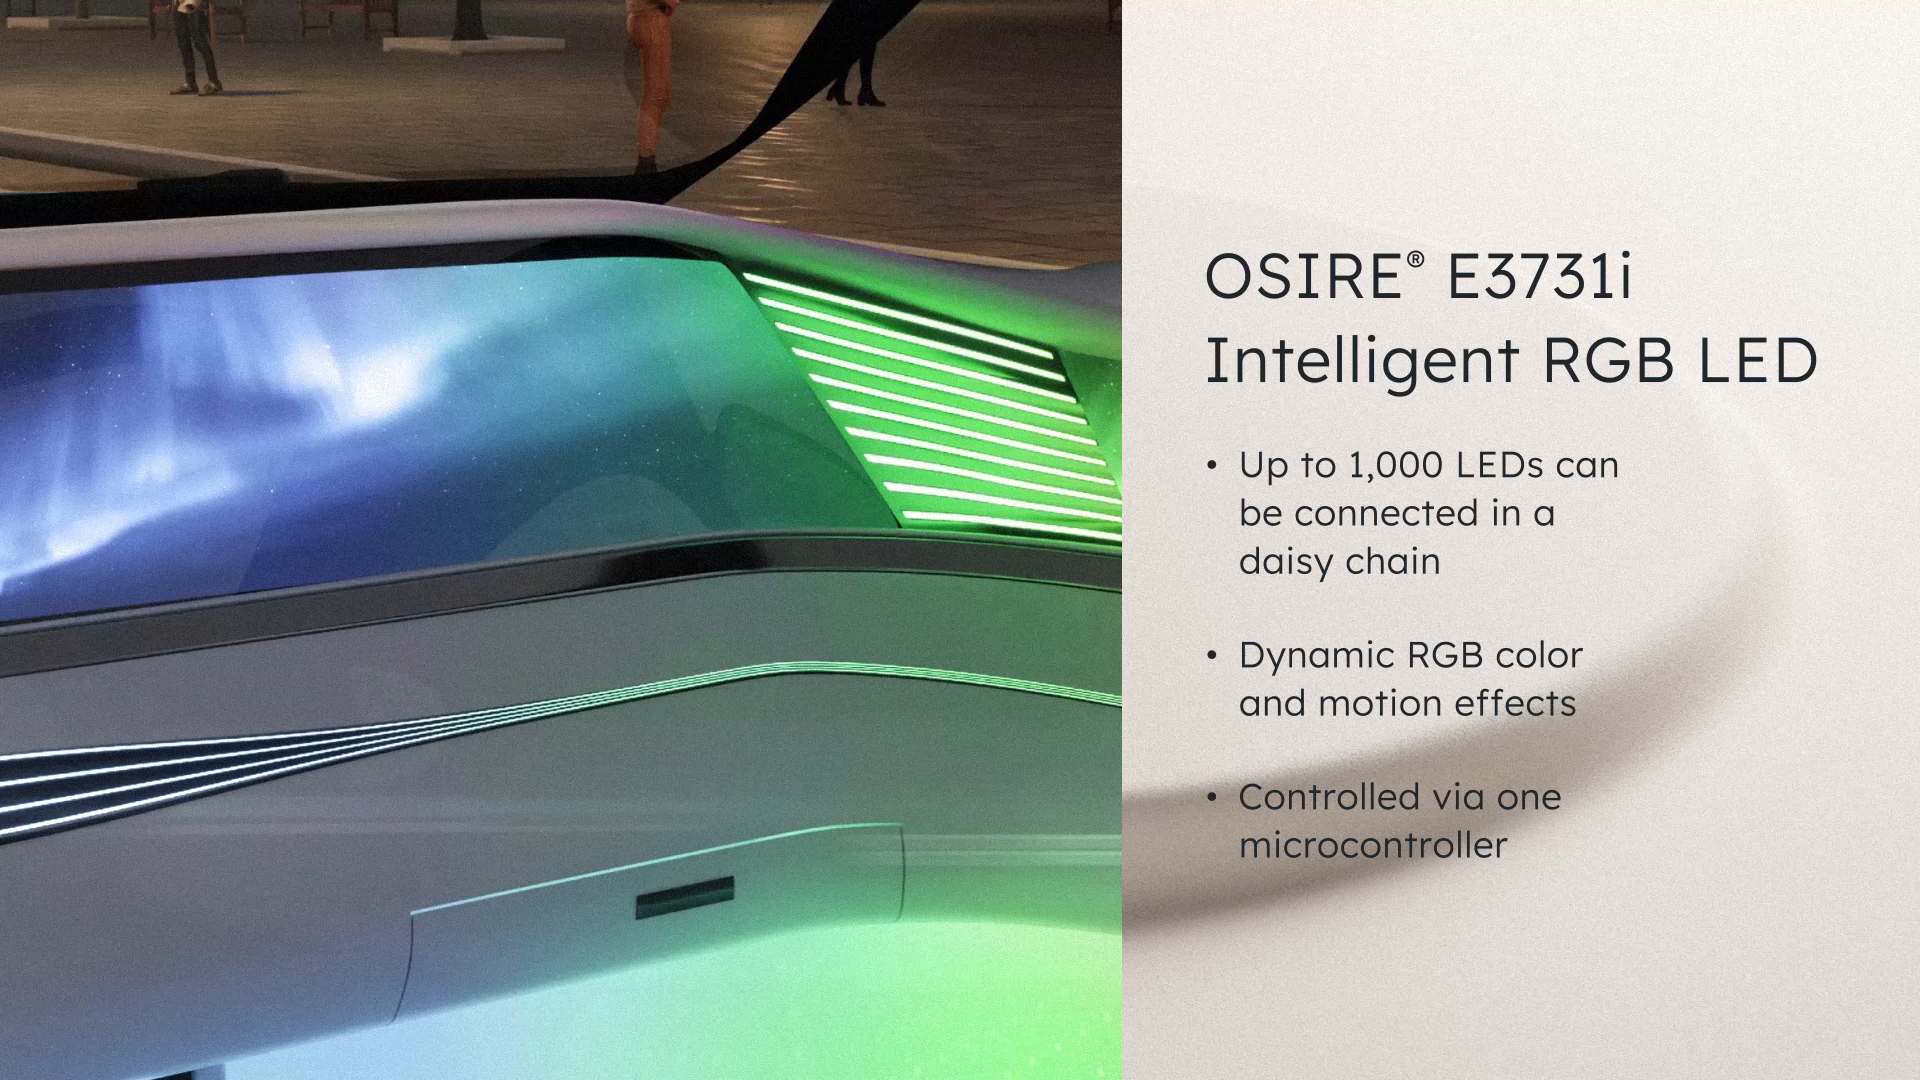 OSIRE® E3731i
Intelligent RGB LED
• Up to 1,000 LEDs can
be connected in a
daisy chain
• Dynamic RGB color
and motion effects
• Controlled via one
microcontroller